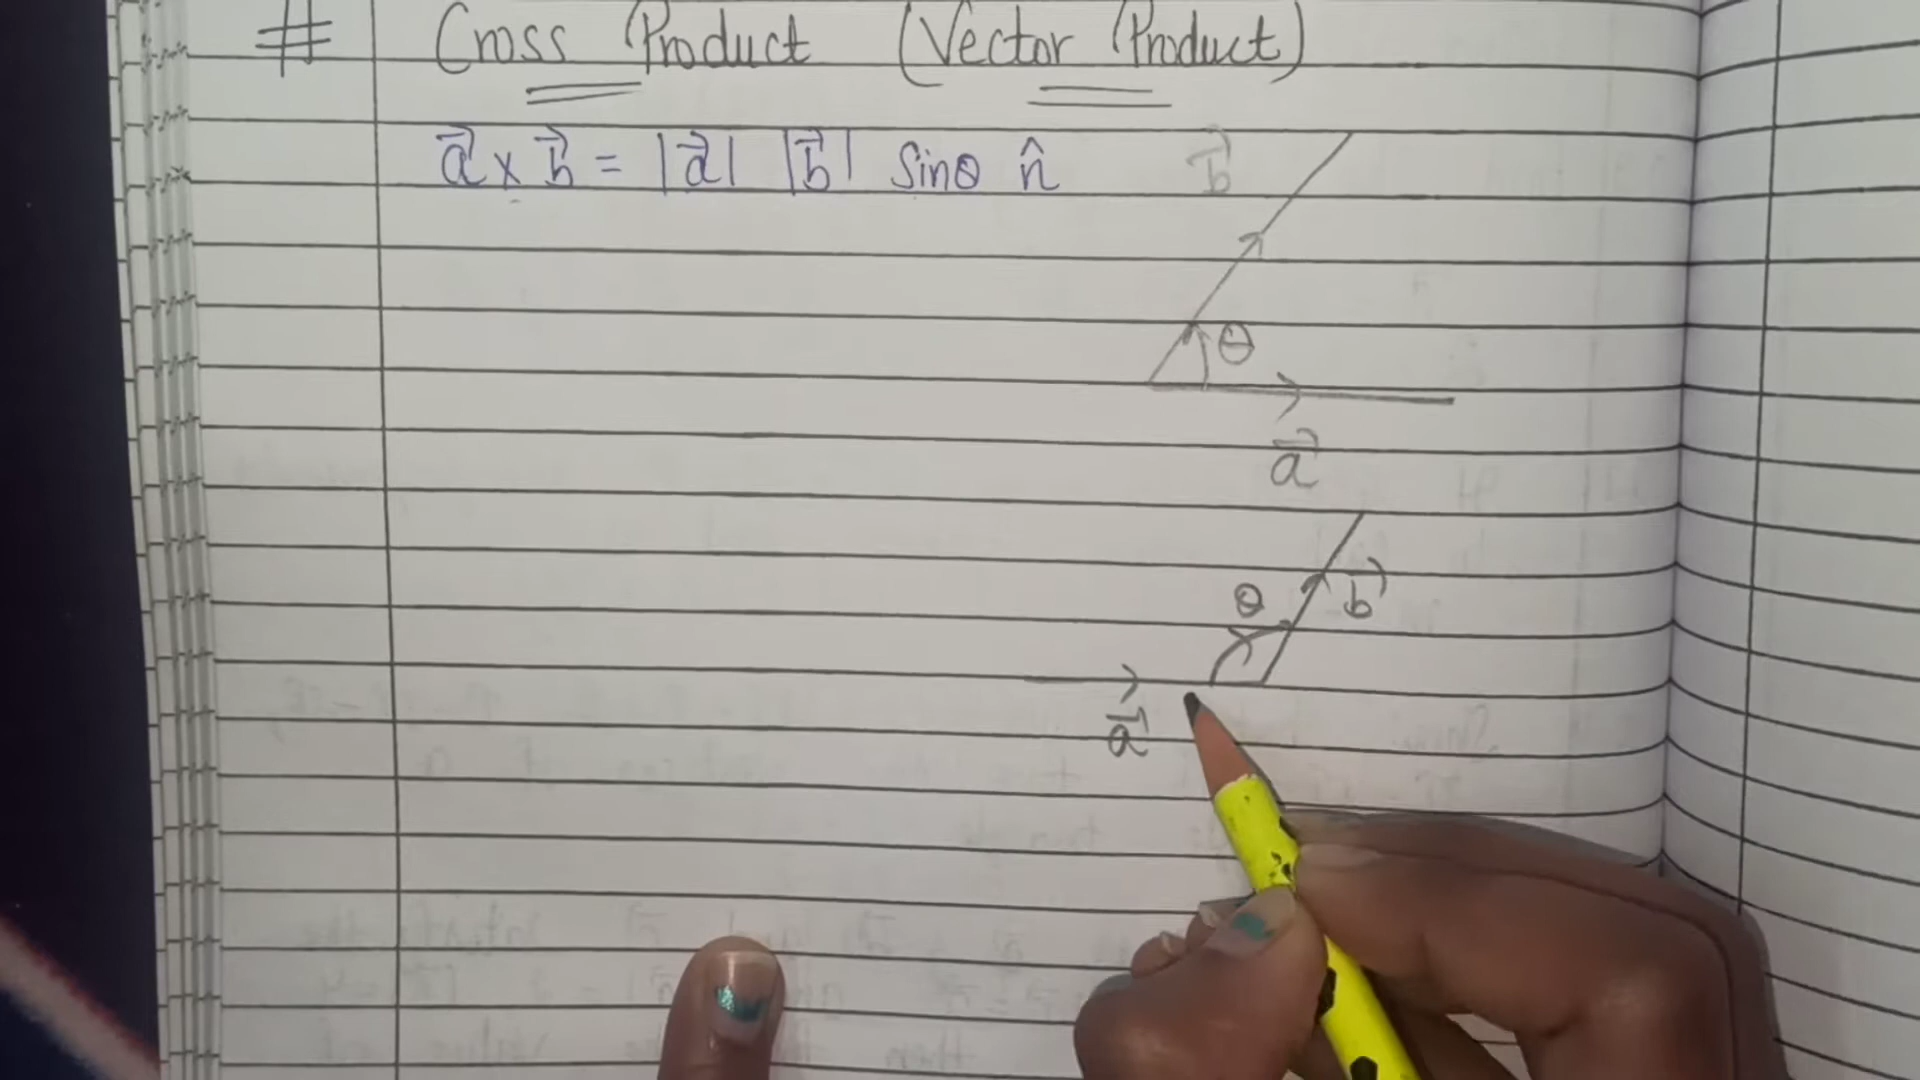 # Cross Product (Vector Product)
a⃗ × b⃗ = |a⃗| |b⃗| Sinθ n̂
b⃗
θ
a⃗
θ
b⃗
a⃗